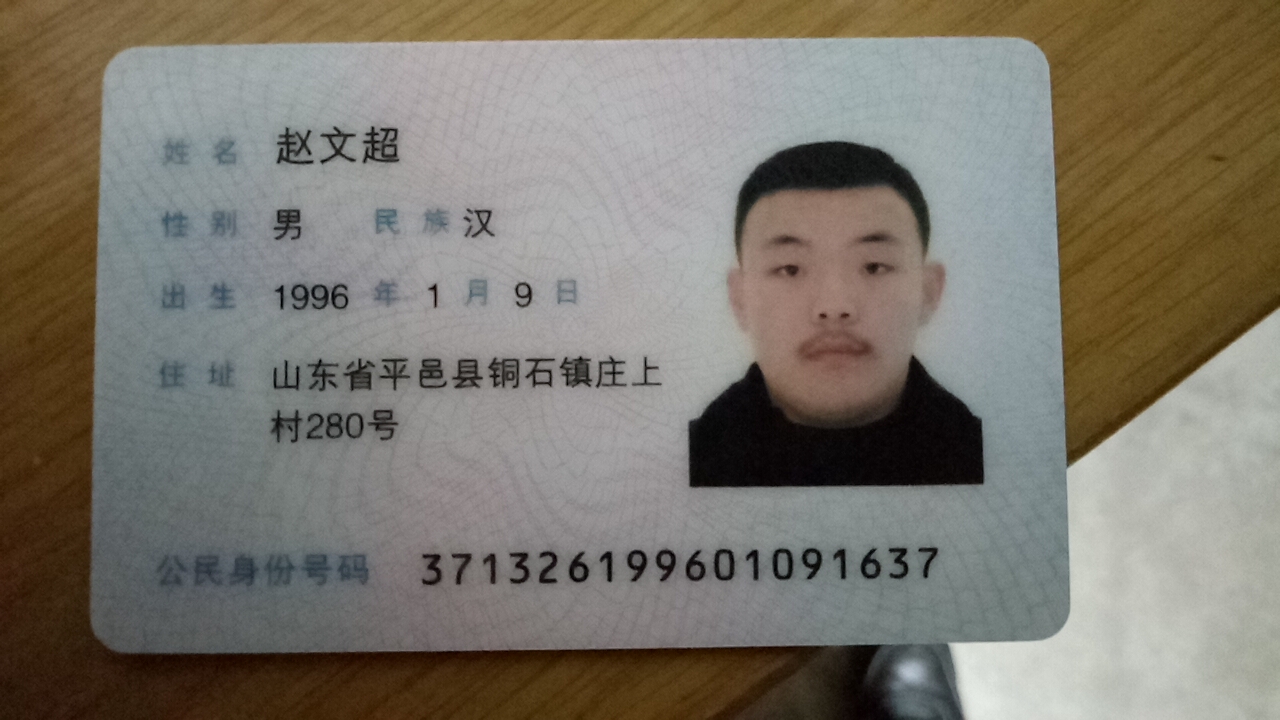 姓名 赵文超
性别 男 民族 汉
出生 1996 年 1 月 9 日
住址 山东省平邑县铜石镇庄上
村280号
公民身份号码 371326199601091637